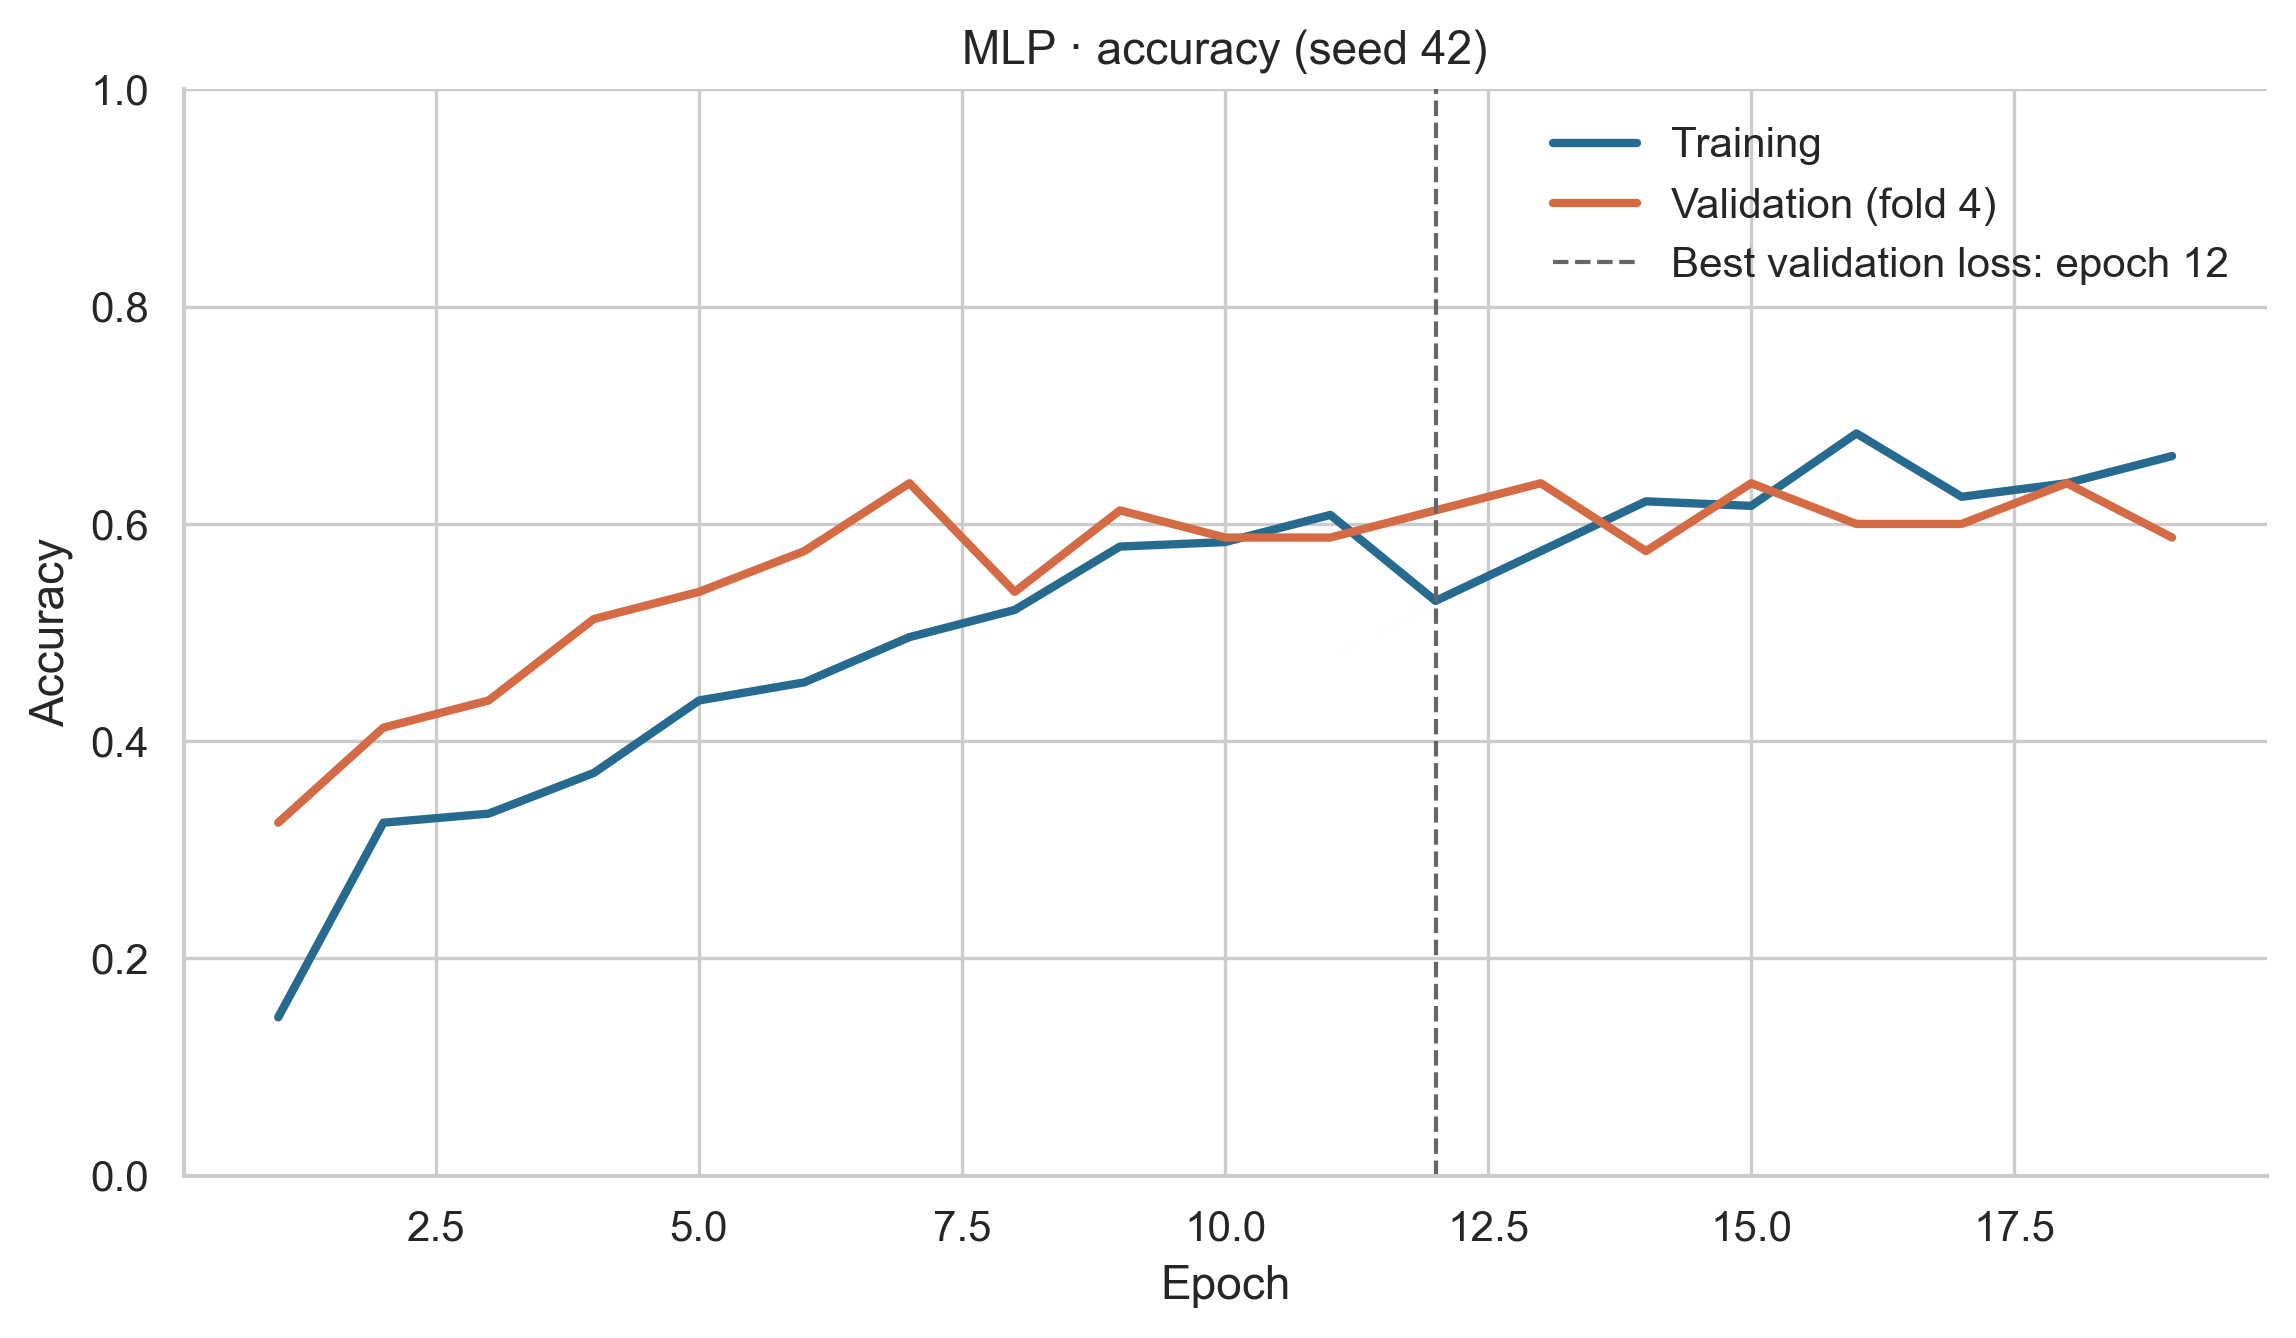 MLP · accuracy (seed 42)
1.0
0.8
0.6
0.4
0.2
0.0
Accuracy
Training
Validation (fold 4)
Best validation loss: epoch 12
2.5 5.0 7.5 10.0 12.5 15.0 17.5
Epoch